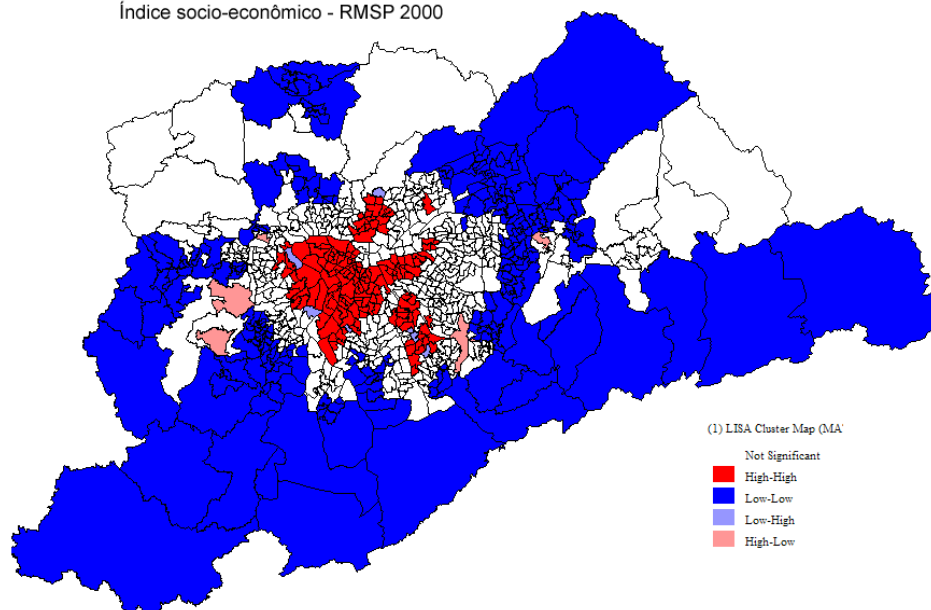 Índice socio-econômico - RMSP 2000
(1) LISA Cluster Map (MA'
Not Significant
High-High
Low-Low
Low-High
High-Low